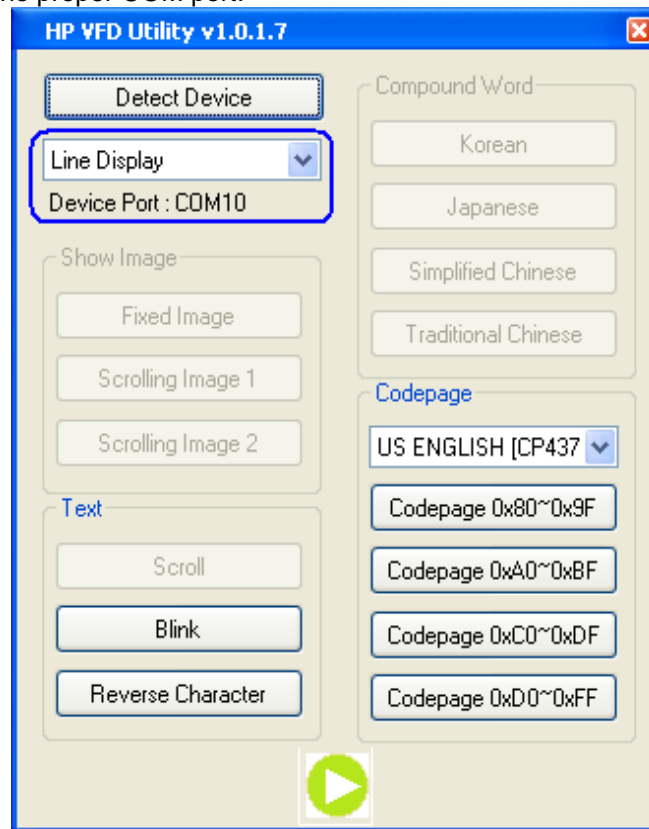 HP VFD Utility v1.0.1.7
Detect Device
Line Display
Device Port : COM10
Show Image
Fixed Image
Scrolling Image 1
Scrolling Image 2
Text
Scroll
Blink
Reverse Character
Compound Word
Korean
Japanese
Simplified Chinese
Traditional Chinese
Codepage
US ENGLISH [CP437
Codepage 0x80~0x9F
Codepage 0xA0~0xBF
Codepage 0xC0~0xDF
Codepage 0xD0~0xFF